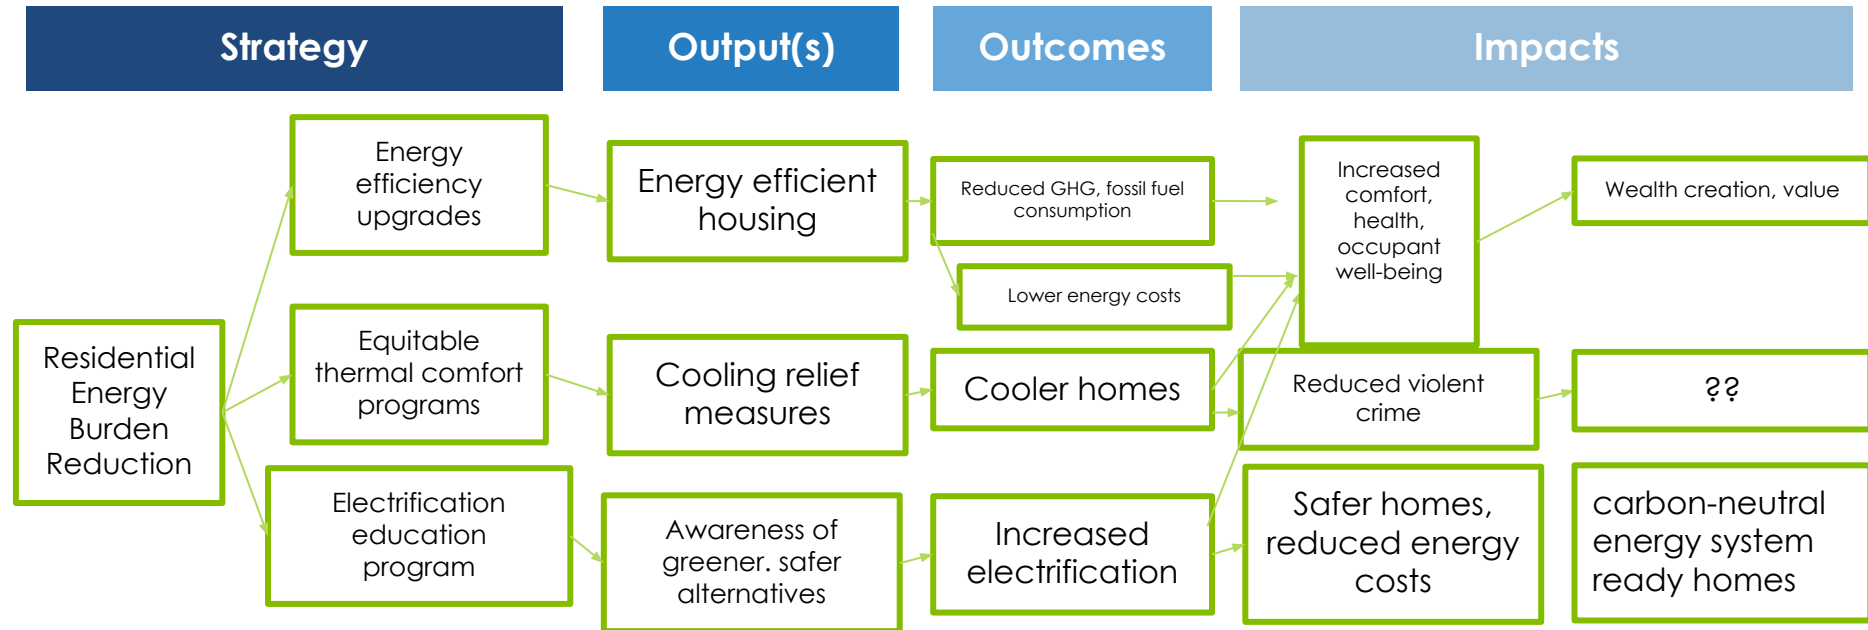 Strategy
Output(s)
Outcomes
Impacts
Residential
Energy
Burden
Reduction
Energy
efficiency
upgrades
Energy efficient
housing
Reduced GHG, fossil fuel
consumption
Lower energy costs
Increased
comfort,
health,
occupant
well-being
Wealth creation, value
Equitable
thermal comfort
programs
Cooling relief
measures
Cooler homes
Reduced violent
crime
??
Electrification
education
program
Awareness of
greener. safer
alternatives
Increased
electrification
Safer homes,
reduced energy
costs
carbon-neutral
energy system
ready homes